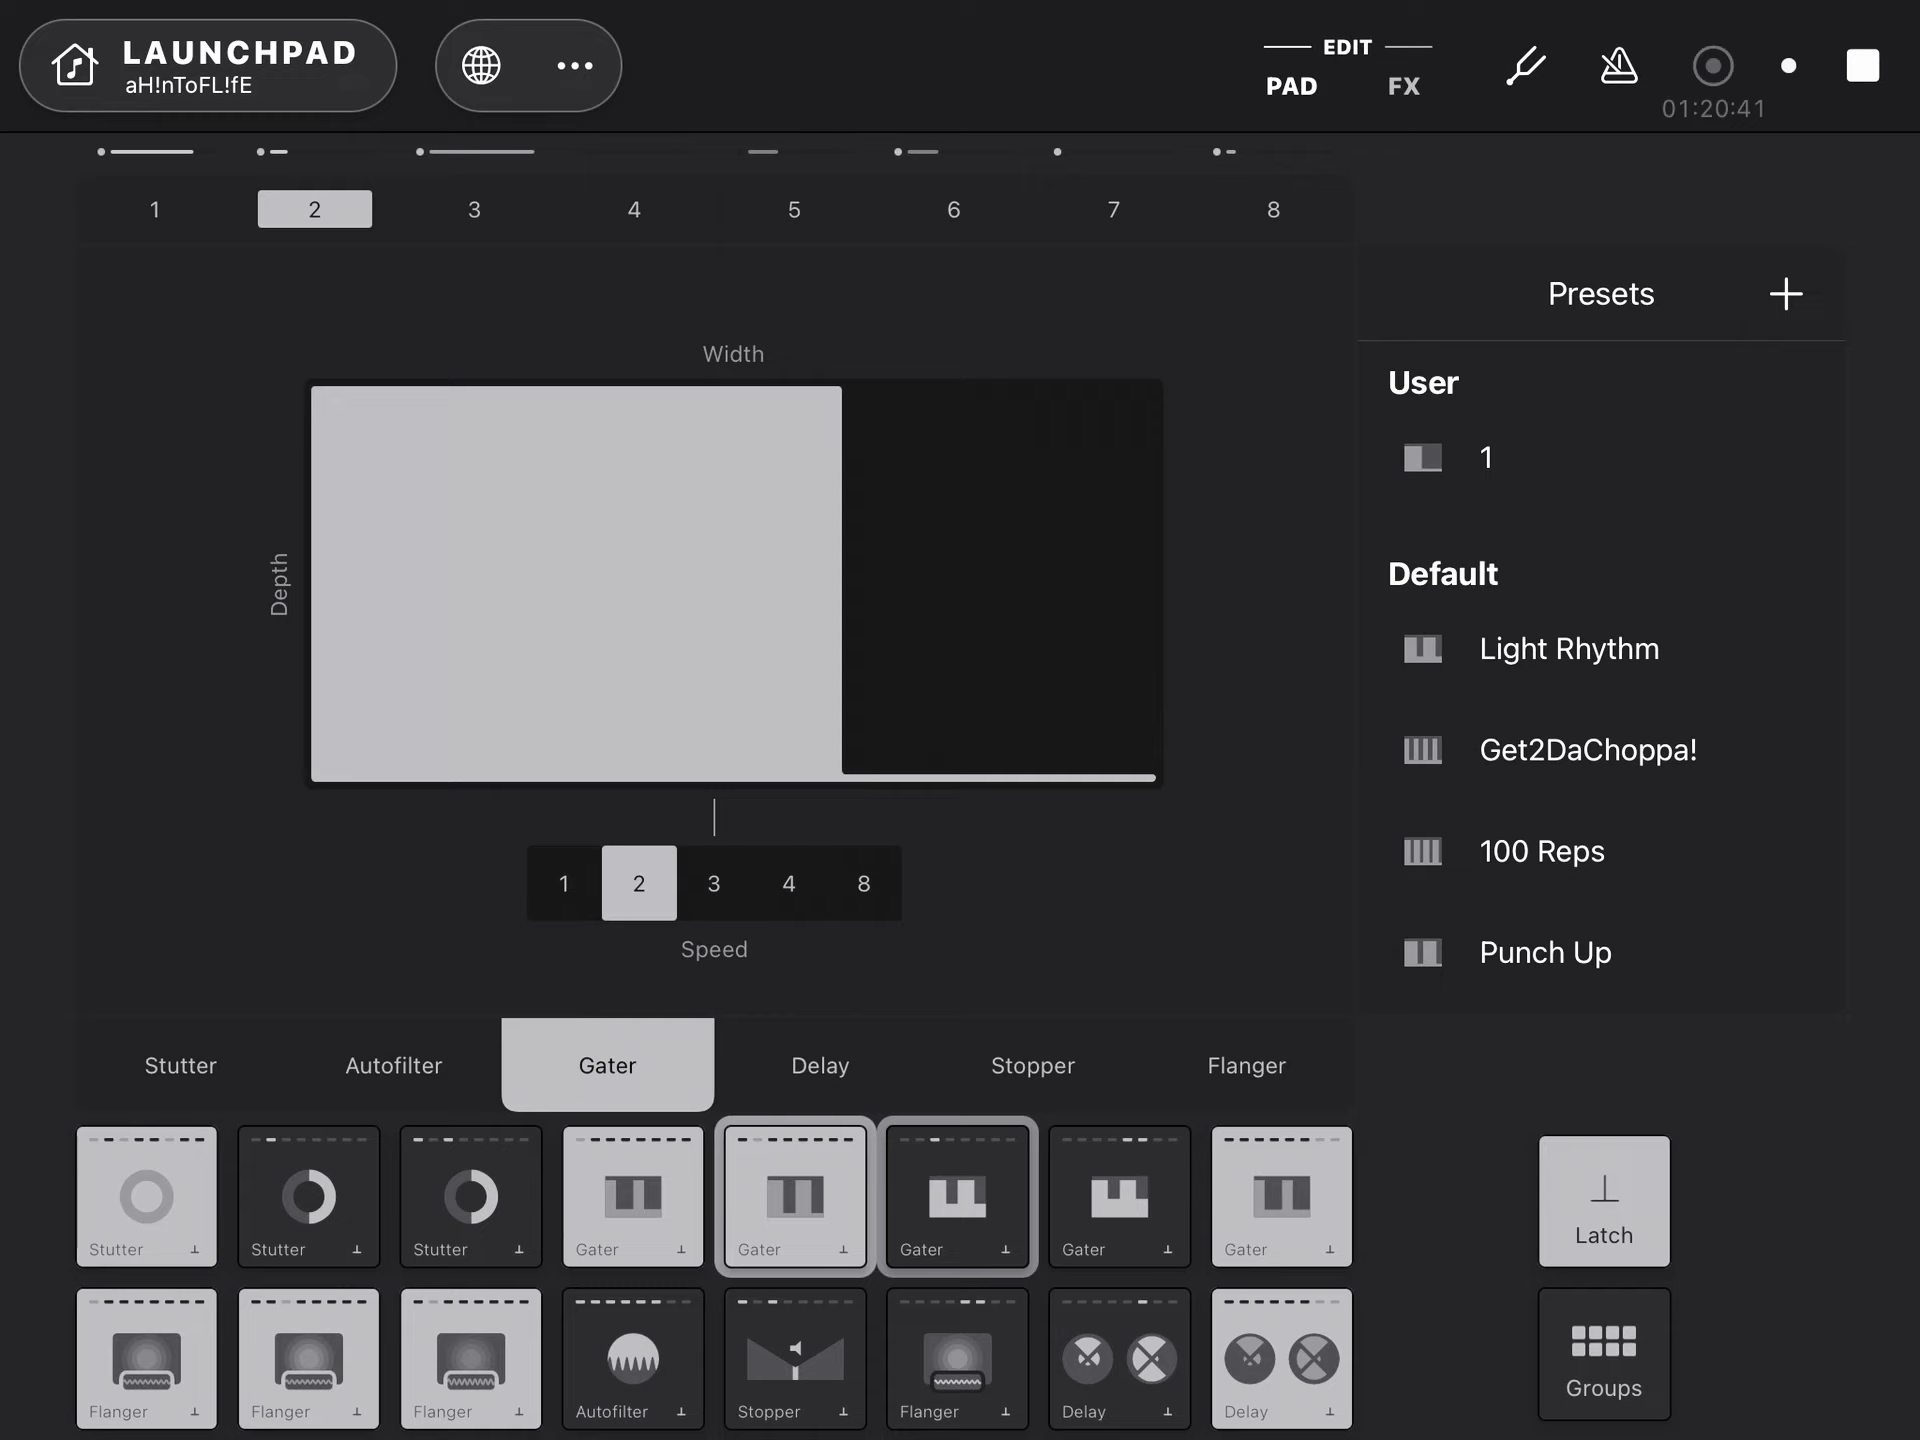 LAUNCHPAD
aH!nToFL!fE
EDIT
PAD FX
01:20:41
1 2 3 4 5 6 7 8
Presets
Width
User
1
Depth
Default
Light Rhythm
Get2DaChoppa!
100 Reps
Punch Up
1 2 3 4 8
Speed
Stutter Autofilter Gater Delay Stopper Flanger
Stutter Stutter Stutter Gater Gater Gater Gater Gater
Latch
Flanger Flanger Flanger Autofilter Stopper Flanger Delay Delay
Groups